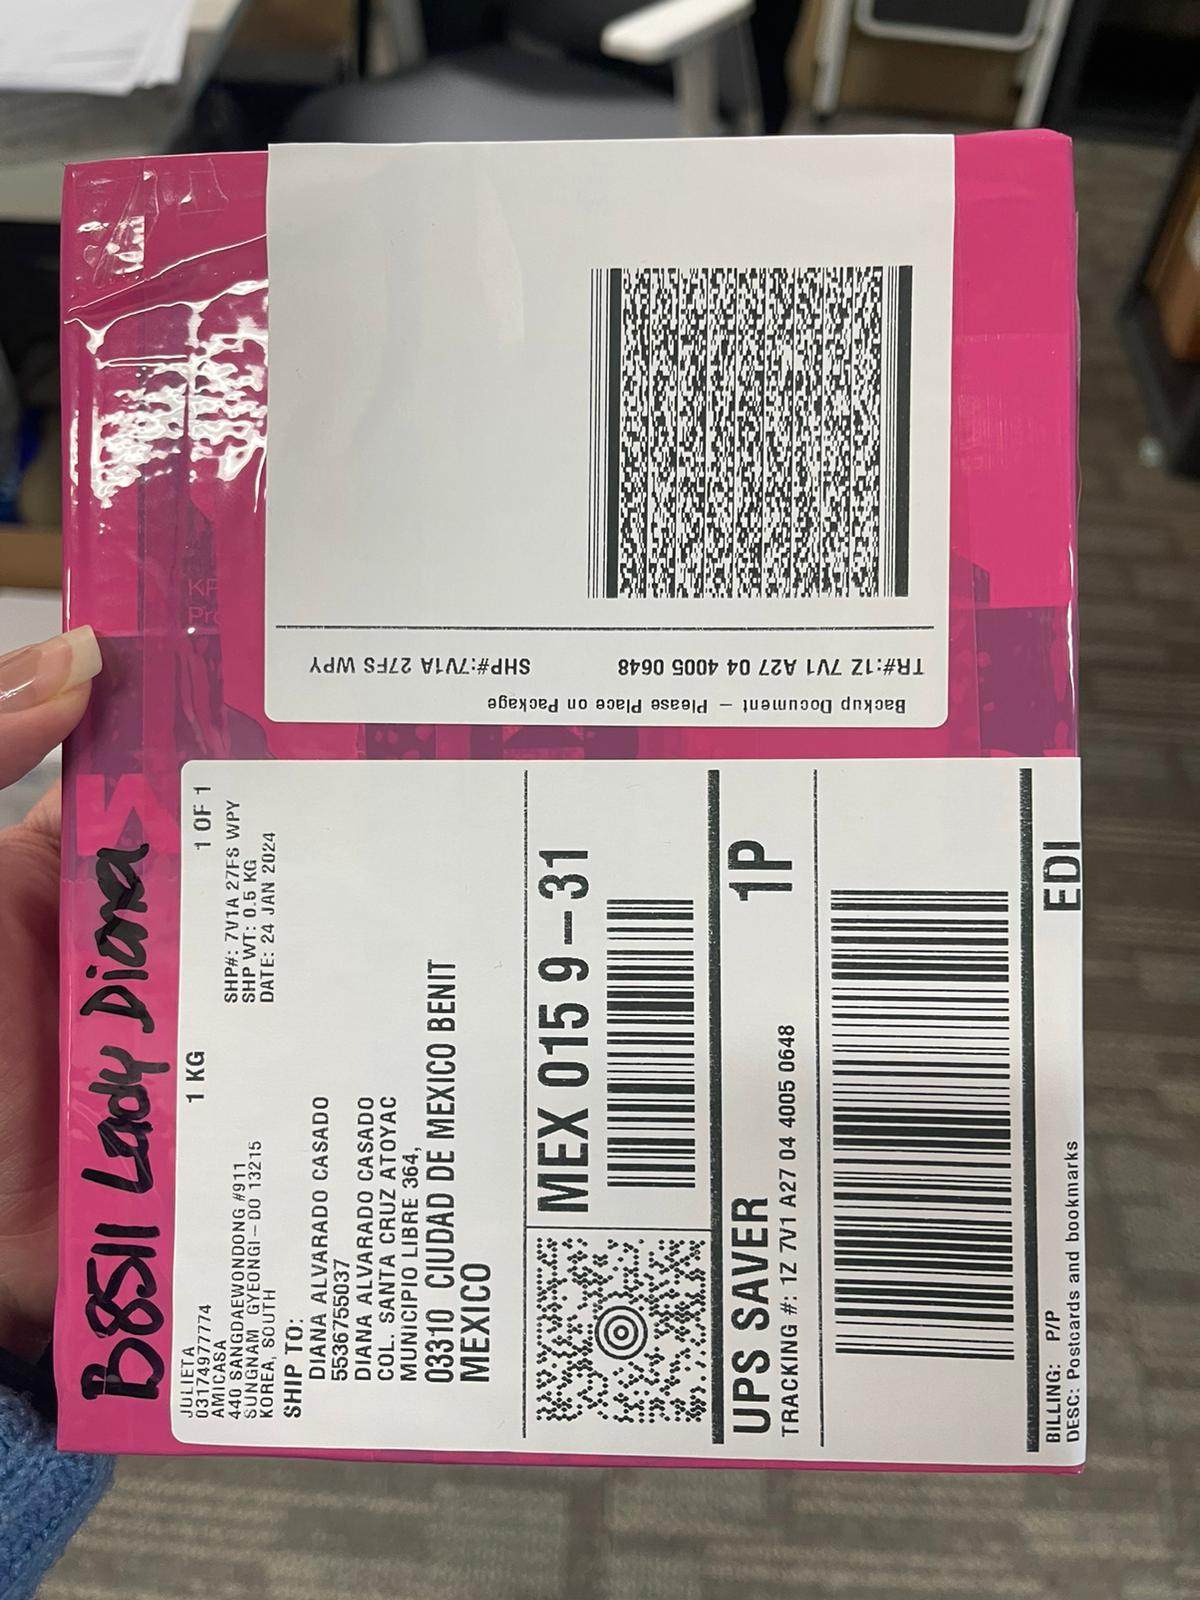 B8511 Lady Diana
JULIETA
03174977774
AMICASA
440 SANGDAEWONDONG #911
SUNGNAM GYEONGI-DO 13215
KOREA, SOUTH
1 KG
1 OF 1
SHP#: 7V1A 27FS WPY
SHP WT: 0.5 KG
DATE: 24 JAN 2024
SHIP TO:
DIANA ALVARADO CASADO
5536755037
DIANA ALVARADO CASADO
COL. SANTA CRUZ ATOYAC
MUNICIPIO LIBRE 364,
03310 CIUDAD DE MEXICO BENIT
MEXICO
MEX 015 9-31
UPS SAVER
1P
TRACKING #: 1Z 7V1 A27 04 4005 0648
BILLING: P/P
DESC: Postcards and bookmarks
EDI
Backup Document - Please Place on Package
TR#:1Z 7V1 A27 04 4005 0648 SHP#:7V1A 27FS WPY